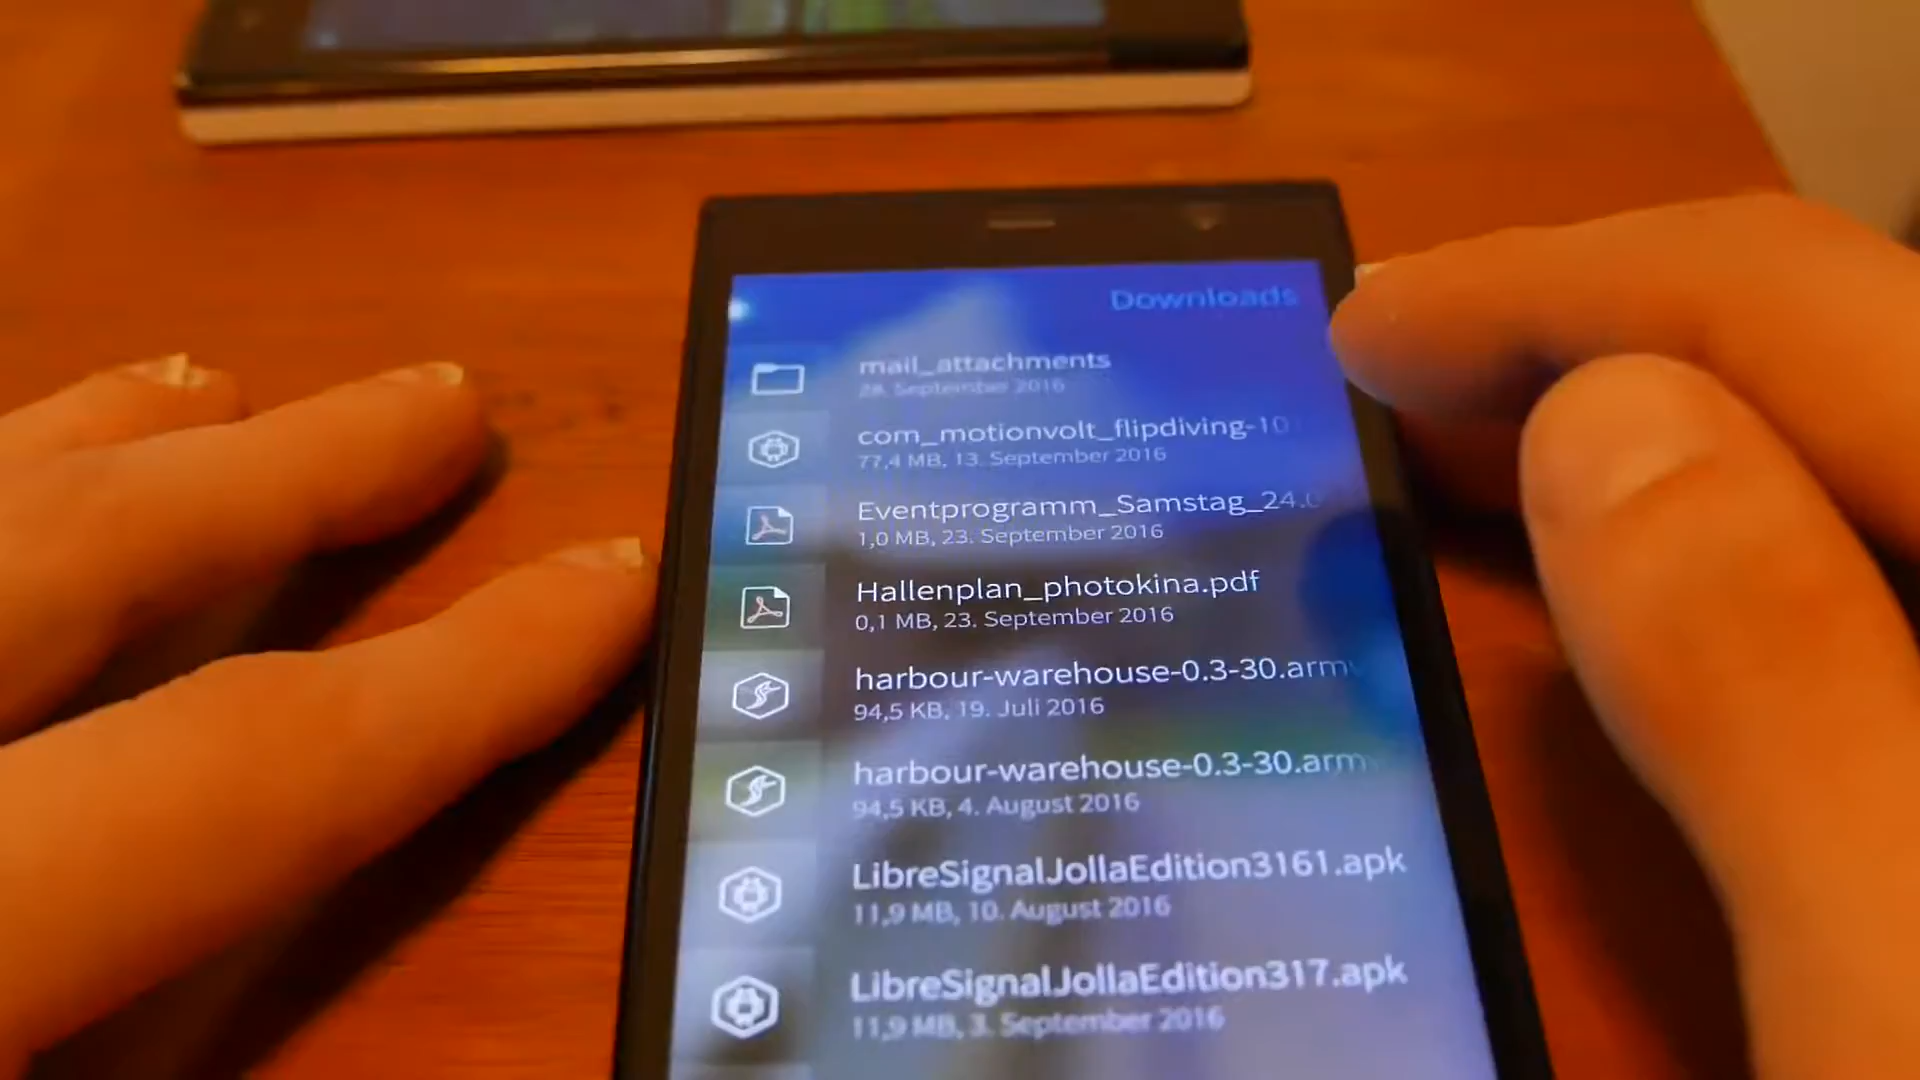 Downloads
mail_attachments
28. September 2016
com_motionvolt_flipdiving-10
77,4 MB, 13. September 2016
Eventprogramm_Samstag_24.0
1,0 MB, 23. September 2016
Hallenplan_photokina.pdf
0,1 MB, 23. September 2016
harbour-warehouse-0.3-30.armv
94,5 KB, 19. Juli 2016
harbour-warehouse-0.3-30.armv
94,5 KB, 4. August 2016
LibreSignalJollaEdition3161.apk
11,9 MB, 10. August 2016
LibreSignalJollaEdition317.apk
11,9 MB, 3. September 2016